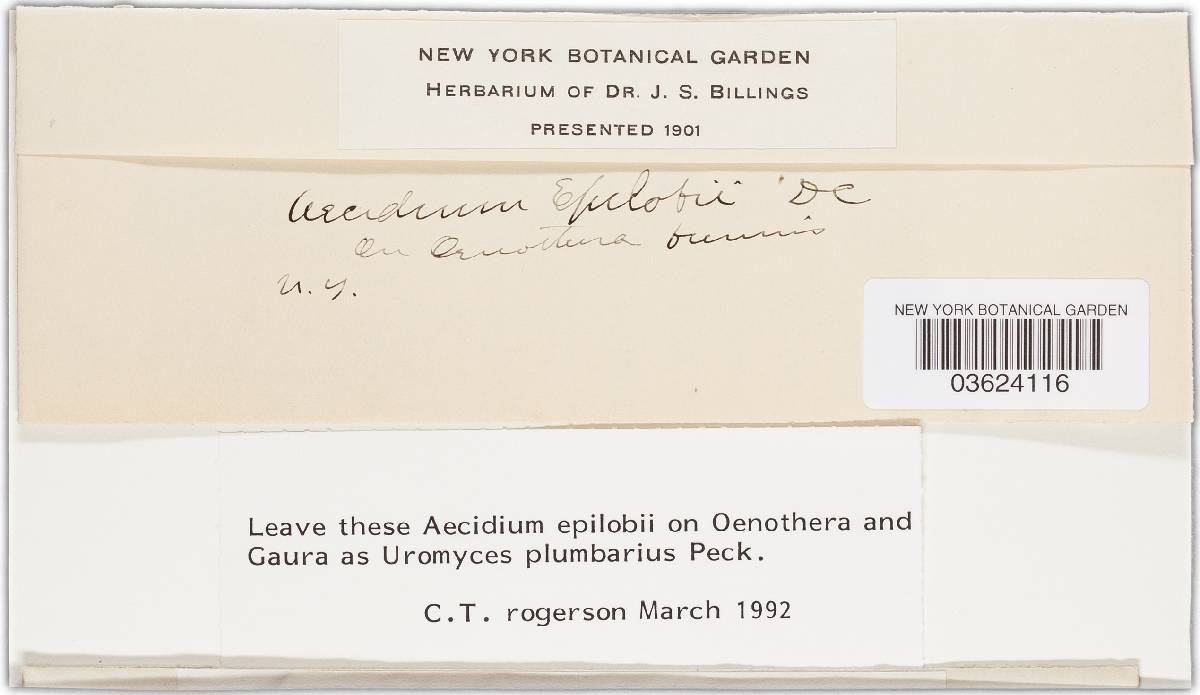 NEW YORK BOTANICAL GARDEN
HERBARIUM OF DR. J. S. BILLINGS
PRESENTED 1901
Aecidium Epilobii DC
On Oenothera biennis
N. Y.
NEW YORK BOTANICAL GARDEN
03624116
Leave these Aecidium epilobii on Oenothera and
Gaura as Uromyces plumbarius Peck.
C.T. rogerson March 1992